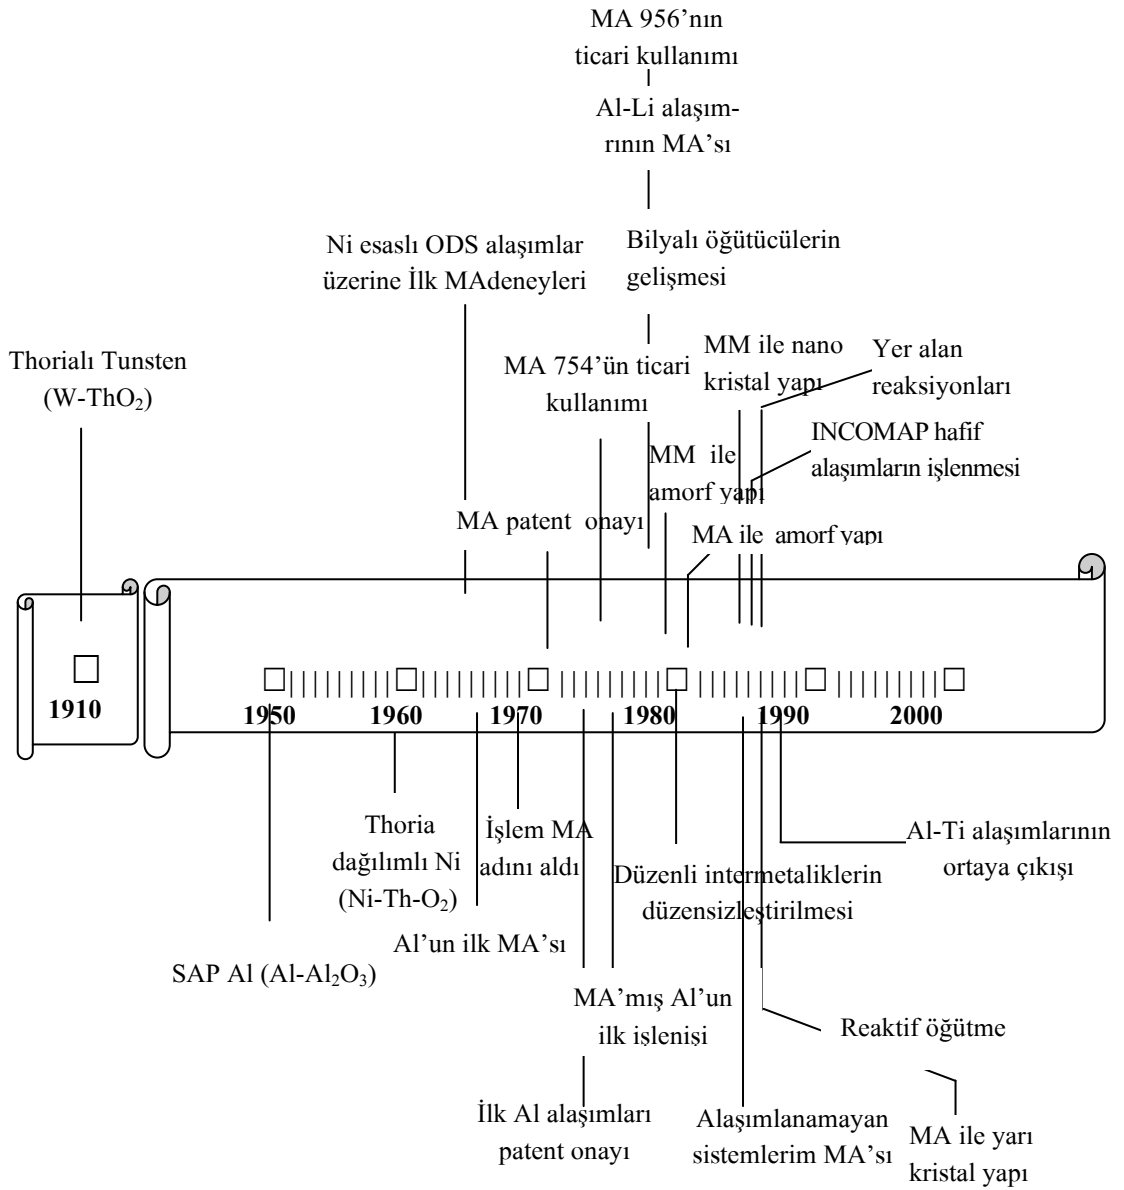 MA 956’nın
ticari kullanımı
Al-Li alaşım-
rının MA’sı
Ni esaslı ODS alaşımlar
üzerine İlk MAdeneyleri
Bilyalı öğütücülerin
gelişmesi
Thorialı Tunsten
(W-ThO₂)
MA 754’ün ticari
kullanımı
MM ile nano
kristal yapı
Yer alan
reaksiyonları
INCOMAP hafif
alaşımların işlenmesi
MM ile
amorf yapı
MA patent onayı
MA ile amorf yapı
1910
1950 1960 1970 1980 1990 2000
Thoria
dağılımlı Ni
(Ni-Th-O₂)
İşlem MA
adını aldı
Al-Ti alaşımlarının
ortaya çıkışı
Düzenli intermetaliklerin
düzensizleştirilmesi
Al’un ilk MA’sı
SAP Al (Al-Al₂O₃)
MA’mış Al’un
ilk işlenişi
Reaktif öğütme
İlk Al alaşımları
patent onayı
Alaşımlanamayan
sistemlerim MA’sı
MA ile yarı
kristal yapı